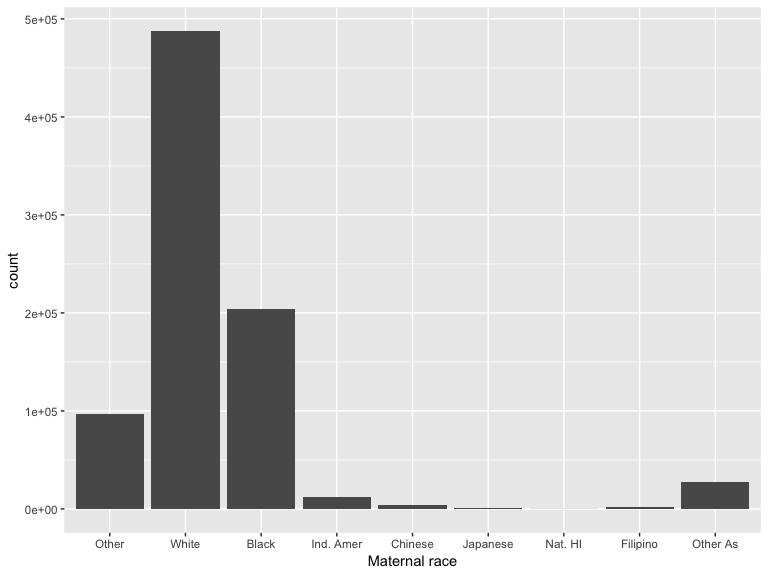 5e+05
4e+05
3e+05
2e+05
1e+05
0e+00
count
Other White Black Ind. Amer Chinese Japanese Nat. HI Filipino Other As
Maternal race